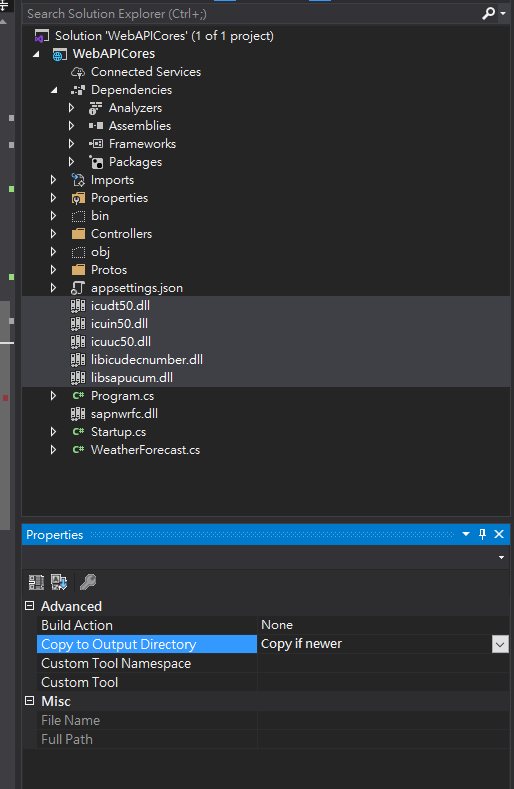 Search Solution Explorer (Ctrl+;)
Solution 'WebAPICores' (1 of 1 project)
WebAPICores
Connected Services
Dependencies
Analyzers
Assemblies
Frameworks
Packages
Imports
Properties
bin
Controllers
obj
Protos
appsettings.json
icudt50.dll
icuin50.dll
icuuc50.dll
libicudecnumber.dll
libsapucum.dll
C# Program.cs
sapnwrfc.dll
C# Startup.cs
C# WeatherForecast.cs
Properties
Advanced
Build Action None
Copy to Output Directory Copy if newer
Custom Tool Namespace
Custom Tool
Misc
File Name
Full Path